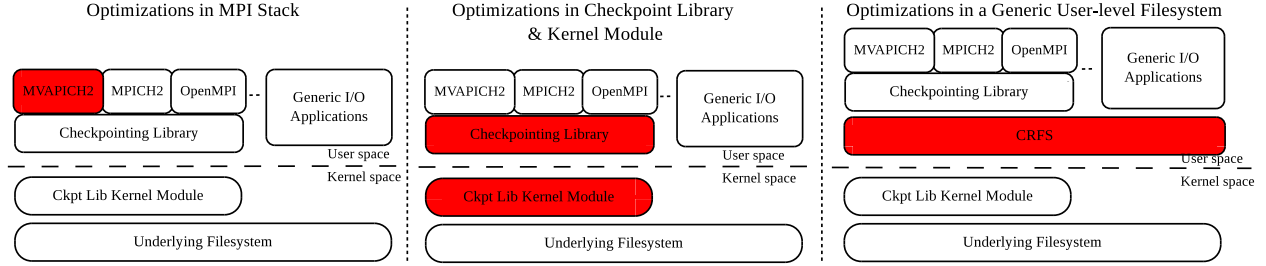 Optimizations in MPI Stack
MVAPICH2
MPICH2
OpenMPI
Generic I/O
Applications
Checkpointing Library
User space
Kernel space
Ckpt Lib Kernel Module
Underlying Filesystem
Optimizations in Checkpoint Library
& Kernel Module
MVAPICH2
MPICH2
OpenMPI
Generic I/O
Applications
Checkpointing Library
User space
Kernel space
Ckpt Lib Kernel Module
Underlying Filesystem
Optimizations in a Generic User-level Filesystem
MVAPICH2
MPICH2
OpenMPI
Generic I/O
Applications
Checkpointing Library
CRFS
User space
Kernel space
Ckpt Lib Kernel Module
Underlying Filesystem